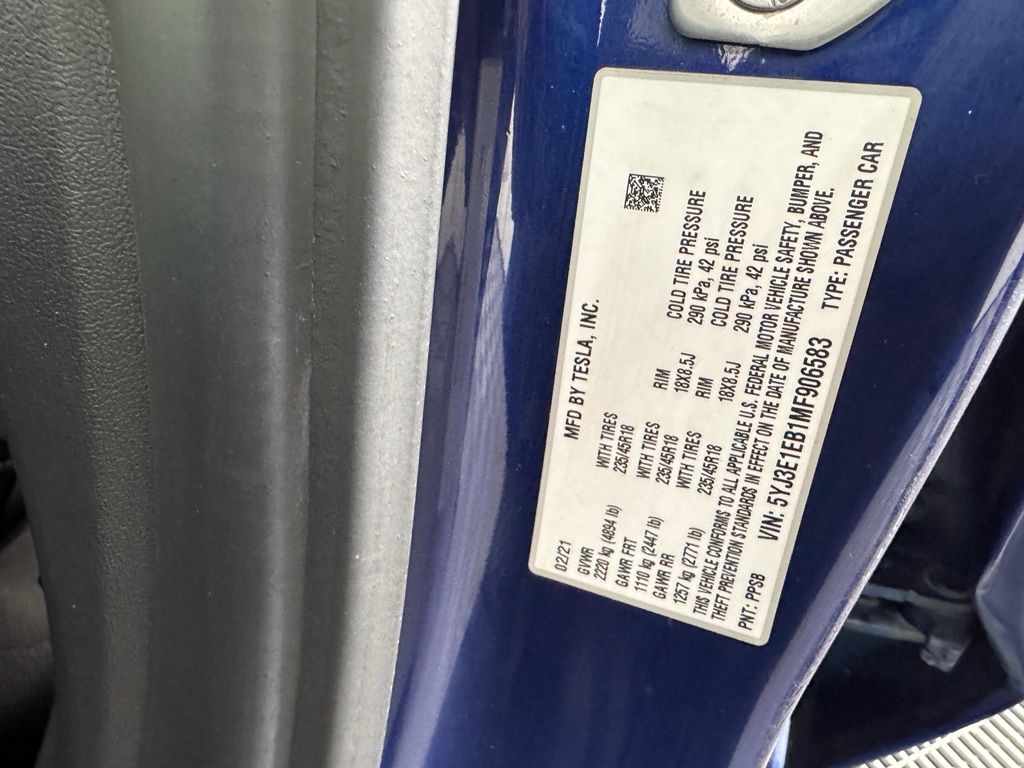 MFD BY TESLA, INC.
02/21
GVWR
2220 kg (4894 lb)
WITH TIRES
235/45R18
GAWR FRT
1110 kg (2447 lb)
WITH TIRES
235/45R18
RIM
18X8.5J
COLD TIRE PRESSURE
290 kPa, 42 psi
GAWR RR
1257 kg (2771 lb)
WITH TIRES
235/45R18
RIM
18X8.5J
COLD TIRE PRESSURE
290 kPa, 42 psi
THIS VEHICLE CONFORMS TO ALL APPLICABLE U.S. FEDERAL MOTOR VEHICLE SAFETY, BUMPER, AND
THEFT PREVENTION STANDARDS IN EFFECT ON THE DATE OF MANUFACTURE SHOWN ABOVE.
PNT: PPSB VIN: 5YJ3E1EB1MF906583 TYPE: PASSENGER CAR